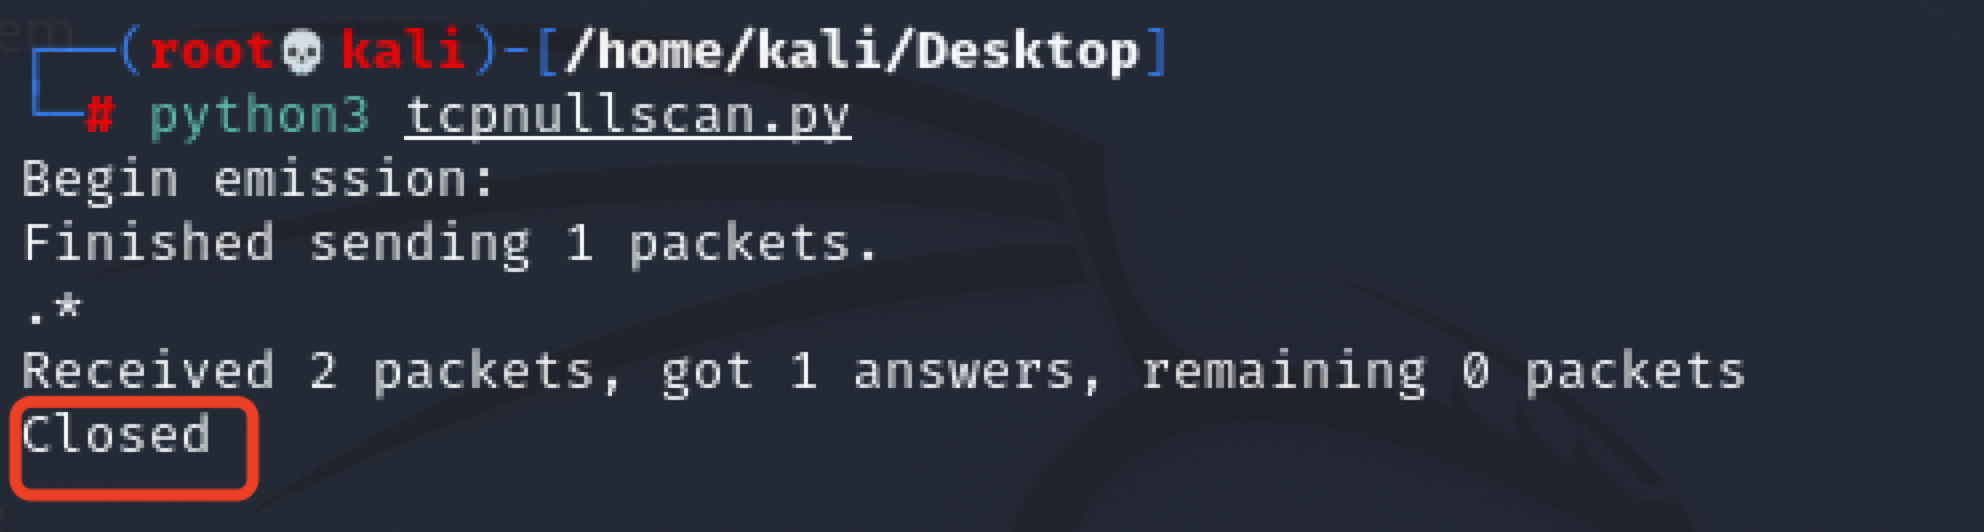 (root💀kali)-[/home/kali/Desktop]
# python3 tcpnullscan.py
Begin emission:
Finished sending 1 packets.
.*
Received 2 packets, got 1 answers, remaining 0 packets
Closed